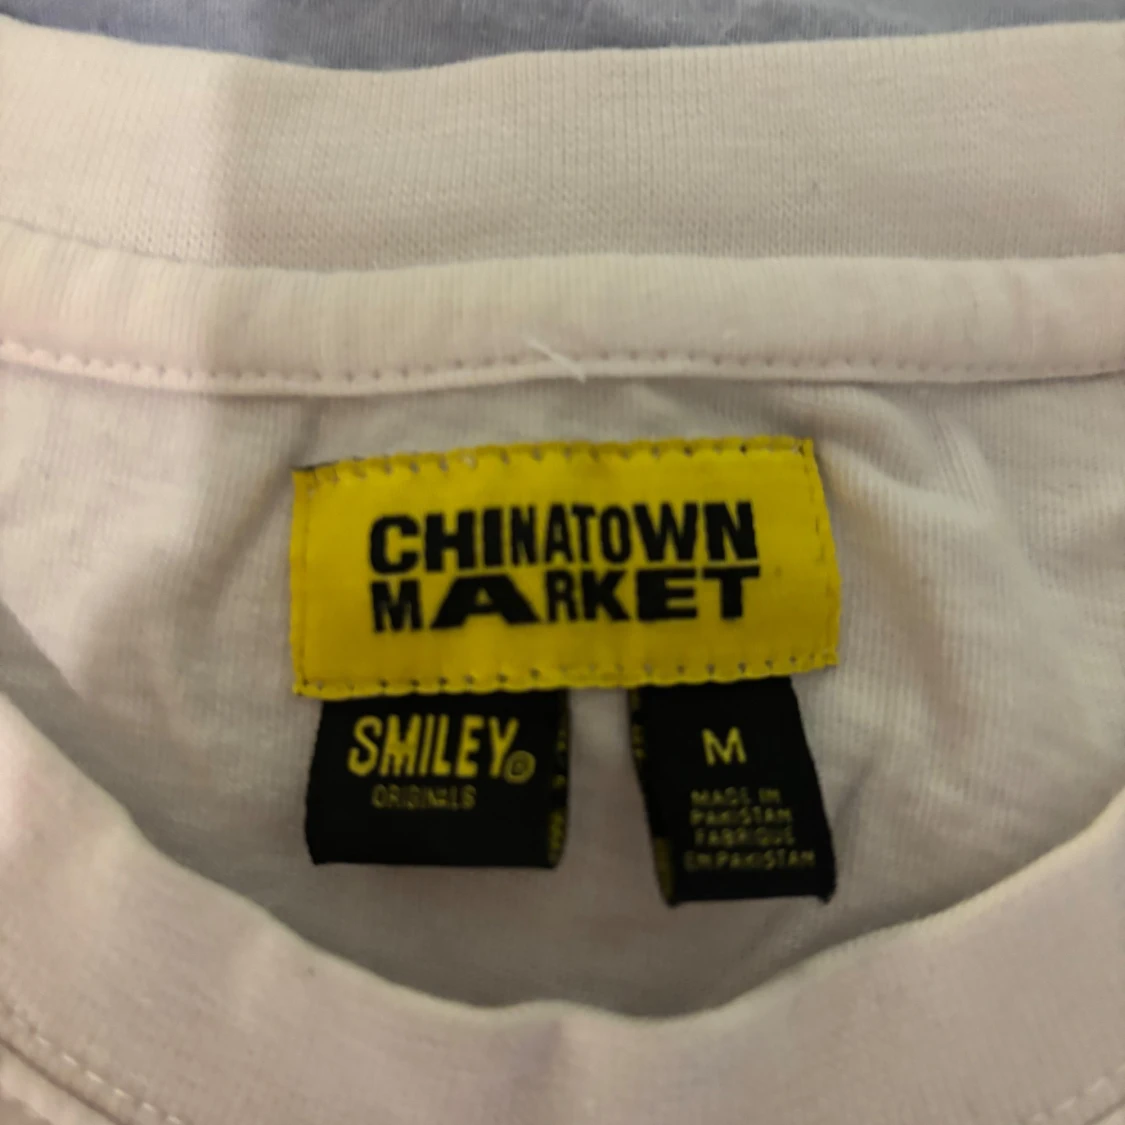 CHINATOWN
MARKET
SMILEY®
ORIGINALS
M
MADE IN
PAKISTAN
FABRIQUE
EN PAKISTAN